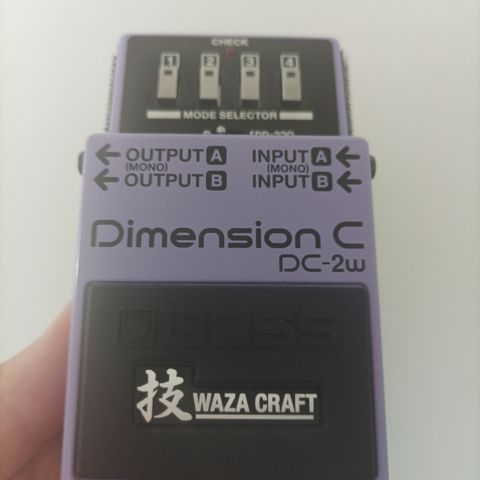 CHECK
1 2 3 4
MODE SELECTOR
OUTPUT A INPUT A
(MONO) (MONO)
OUTPUT B INPUT B
Dimension C
DC-2w
BOSS
技 WAZA CRAFT